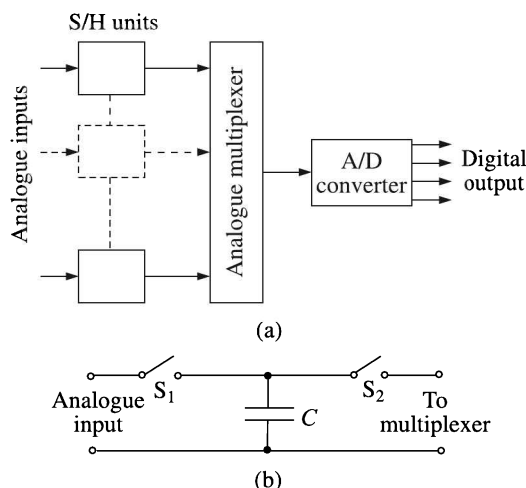 S/H units
Analogue inputs
Analogue multiplexer
A/D
converter
Digital
output
(a)
S1
S2
Analogue
input
C
To
multiplexer
(b)